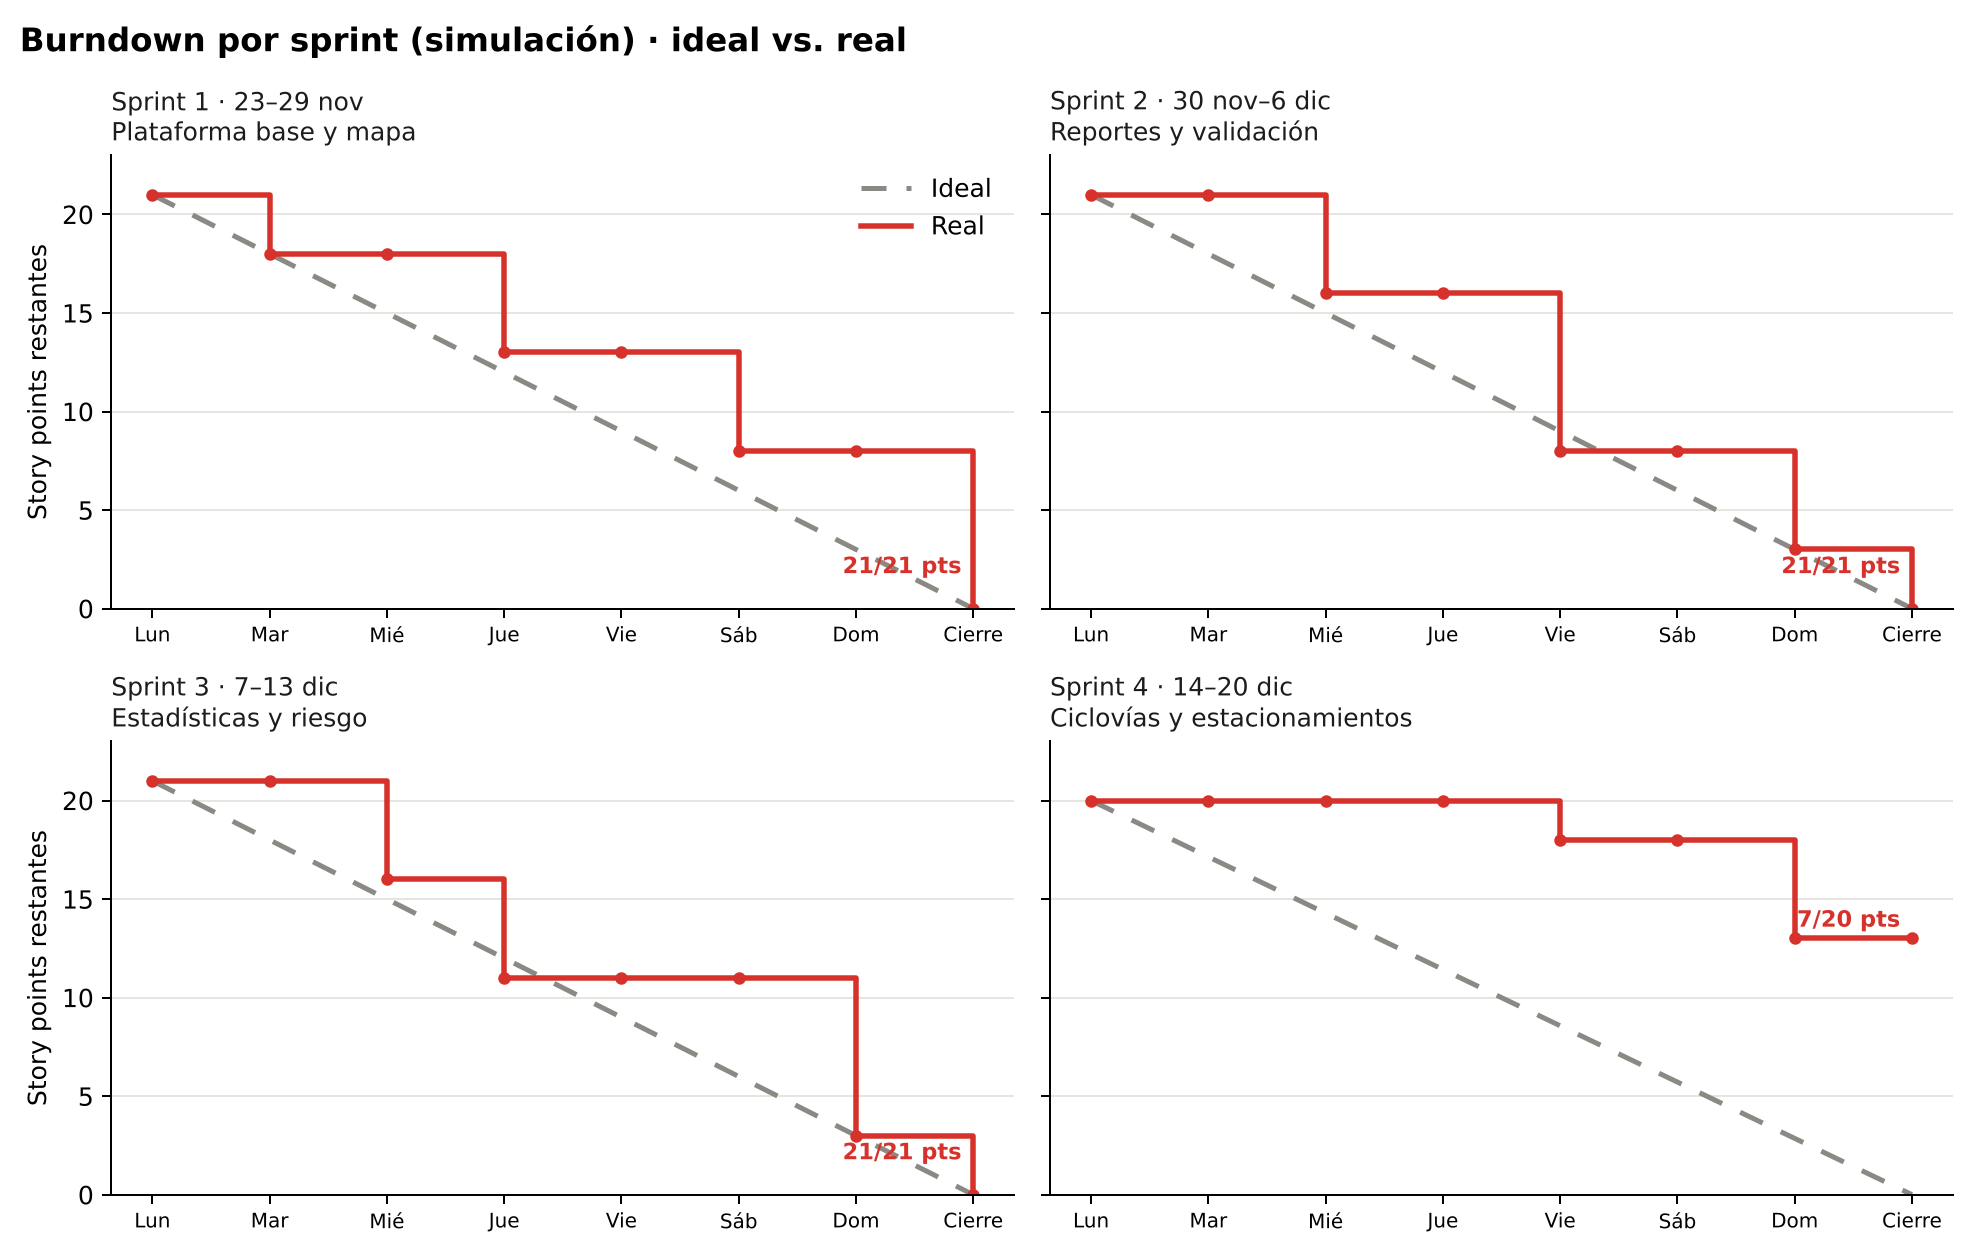 Burndown por sprint (simulación) · ideal vs. real
Sprint 1 · 23–29 nov
Plataforma base y mapa
Story points restantes
20
15
10
5
0
Ideal
Real
21/21 pts
Lun Mar Mié Jue Vie Sáb Dom Cierre
Sprint 2 · 30 nov–6 dic
Reportes y validación
21/21 pts
Lun Mar Mié Jue Vie Sáb Dom Cierre
Sprint 3 · 7–13 dic
Estadísticas y riesgo
Story points restantes
20
15
10
5
0
21/21 pts
Lun Mar Mié Jue Vie Sáb Dom Cierre
Sprint 4 · 14–20 dic
Ciclovías y estacionamientos
7/20 pts
Lun Mar Mié Jue Vie Sáb Dom Cierre